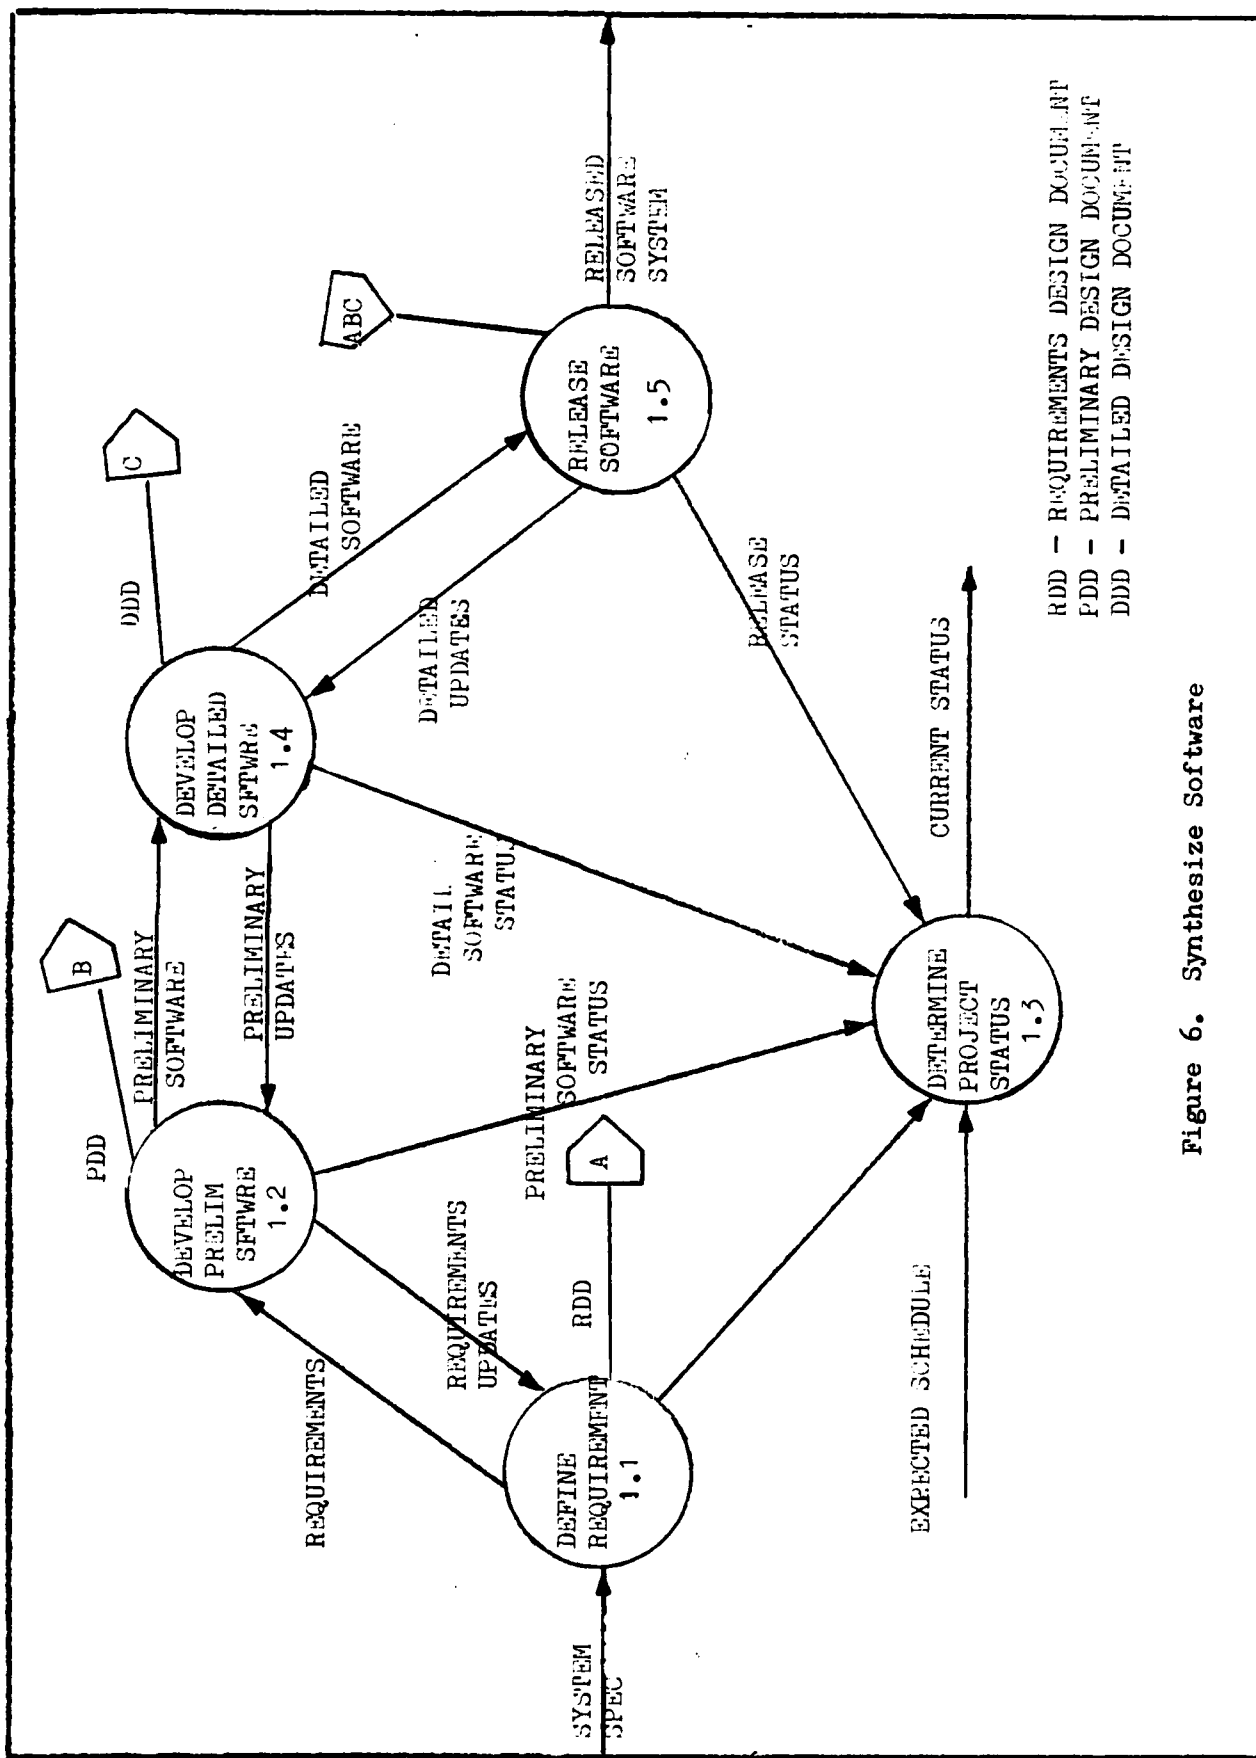 SYSTEM
SPEC
DEFINE
REQUIREMENT
1.1
REQUIREMENTS
REQUIREMENTS
UPDATES
RDD
A
DEVELOP
PRELIM
SFTWRE
1.2
PDD
B
PRELIMINARY
SOFTWARE
PRELIMINARY
UPDATES
PRELIMINARY
SOFTWARE
STATUS
EXPECTED SCHEDULE
DETERMINE
PROJECT
STATUS
1.3
CURRENT STATUS
DEVELOP
DETAILED
SFTWRE
1.4
DDD
C
DETAILED
SOFTWARE
DETAILED
UPDATES
DETAIL
SOFTWARE
STATUS
RELEASE
SOFTWARE
1.5
ABC
RELEASE
STATUS
RELEASED
SOFTWARE
SYSTEM
RDD - REQUIREMENTS DESIGN DOCUMENT
PDD - PRELIMINARY DESIGN DOCUMENT
DDD - DETAILED DESIGN DOCUMENT
Figure 6. Synthesize Software